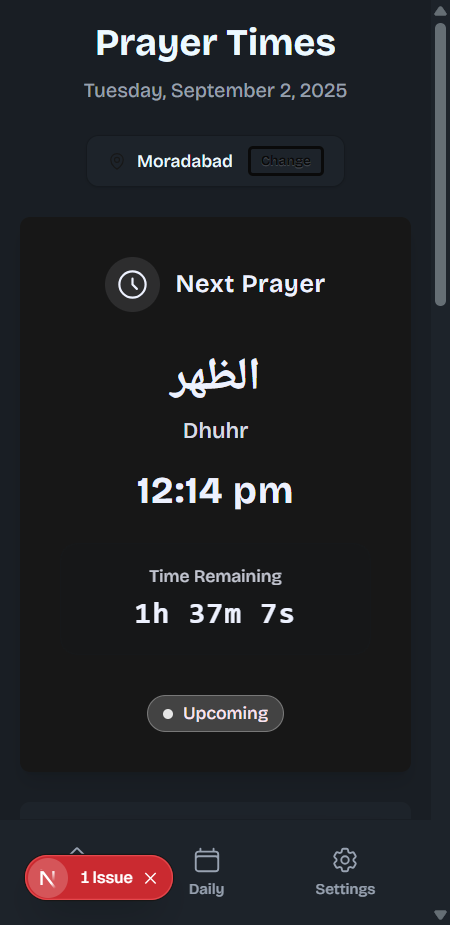 Prayer Times
Tuesday, September 2, 2025
Moradabad Change
Next Prayer
الظهر
Dhuhr
12:14 pm
Time Remaining
1h 37m 7s
Upcoming
N 1 Issue
Daily
Settings